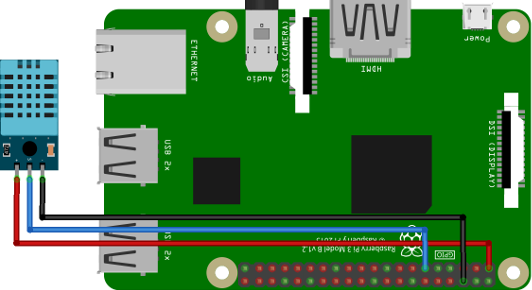 ETHERNET
Audio
CSI (CAMERA)
HDMI
Power
USB 2x
DSI (DISPLAY)
USB 2x
© Raspberry Pi 2015
Raspberry Pi 3 Model B v1.2
GPIO